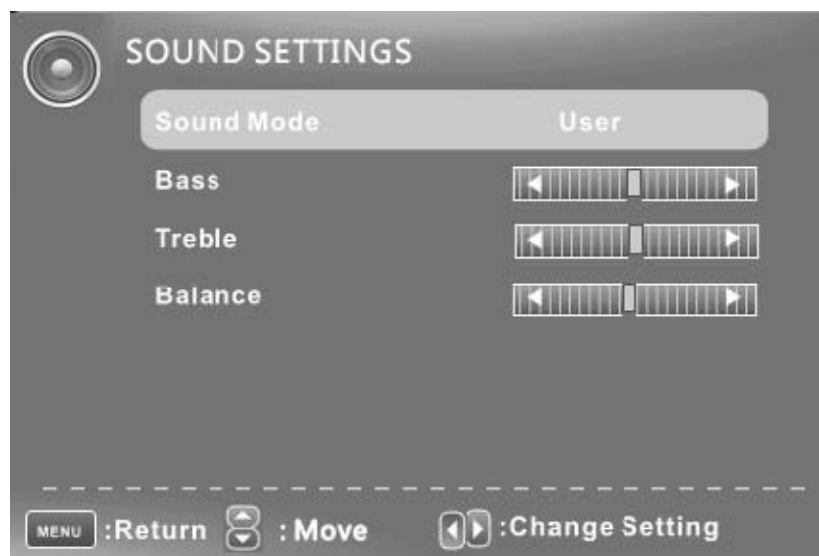 SOUND SETTINGS
Sound Mode User
Bass
Treble
Balance
MENU :Return : Move :Change Setting